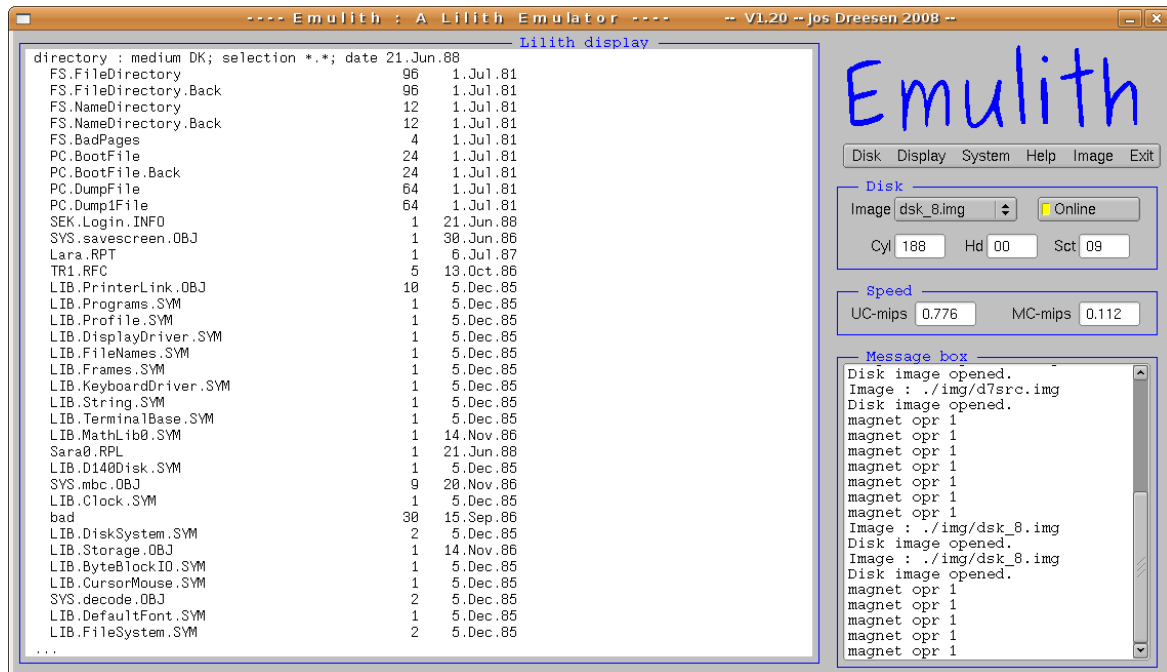 ---- Emulith : A Lilith Emulator ---- -- V1.20 -- Jos Dreesen 2008 --
Lilith display
directory : medium DK; selection *.*; date 21.Jun.88
FS.FileDirectory 96 1.Jul.81
FS.FileDirectory.Back 96 1.Jul.81
FS.NameDirectory 12 1.Jul.81
FS.NameDirectory.Back 12 1.Jul.81
FS.BadPages 4 1.Jul.81
PC.BootFile 24 1.Jul.81
PC.BootFile.Back 24 1.Jul.81
PC.DumpFile 64 1.Jul.81
PC.Dump1File 64 1.Jul.81
SEK.Login.INFO 1 21.Jun.88
SYS.savescreen.OBJ 1 30.Jun.86
Lara.RPT 1 6.Jul.87
TR1.RFC 5 13.Oct.86
LIB.PrinterLink.OBJ 10 5.Dec.85
LIB.Programs.SYM 1 5.Dec.85
LIB.Profile.SYM 1 5.Dec.85
LIB.DisplayDriver.SYM 1 5.Dec.85
LIB.FileNames.SYM 1 5.Dec.85
LIB.Frames.SYM 1 5.Dec.85
LIB.KeyboardDriver.SYM 1 5.Dec.85
LIB.String.SYM 1 5.Dec.85
LIB.TerminalBase.SYM 1 5.Dec.85
LIB.MathLib0.SYM 1 14.Nov.86
Sara0.RPL 1 21.Jun.88
LIB.D140Disk.SYM 1 5.Dec.85
SYS.mbc.OBJ 9 20.Nov.86
LIB.Clock.SYM 1 5.Dec.85
bad 30 15.Sep.86
LIB.DiskSystem.SYM 2 5.Dec.85
LIB.Storage.OBJ 1 14.Nov.86
LIB.ByteBlockIO.SYM 1 5.Dec.85
LIB.CursorMouse.SYM 1 5.Dec.85
SYS.decode.OBJ 2 5.Dec.85
LIB.DefaultFont.SYM 1 5.Dec.85
LIB.FileSystem.SYM 2 5.Dec.85
...
Emulith
Disk Display System Help Image Exit
Disk
Image dsk_8.img Online
Cyl 188 Hd 00 Sct 09
Speed
UC-mips 0.776 MC-mips 0.112
Message box
Disk image opened.
Image : ./img/d7src.img
Disk image opened.
magnet opr 1
magnet opr 1
magnet opr 1
magnet opr 1
magnet opr 1
magnet opr 1
magnet opr 1
Image : ./img/dsk_8.img
Disk image opened.
Image : ./img/dsk_8.img
Disk image opened.
magnet opr 1
magnet opr 1
magnet opr 1
magnet opr 1
magnet opr 1